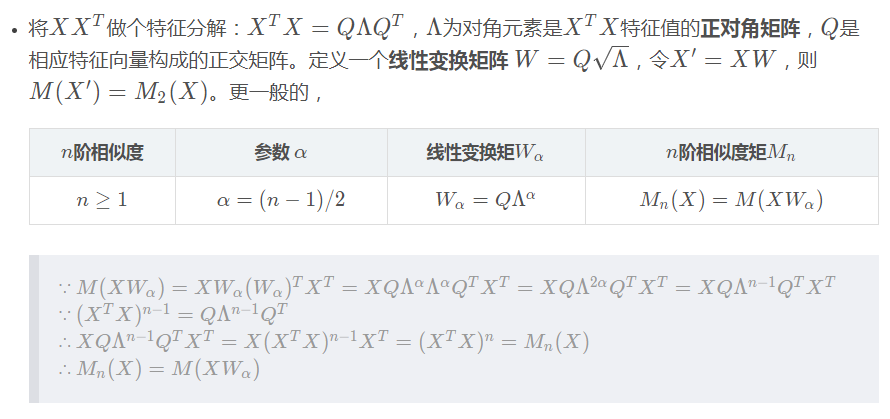 • 将$XX^T$做个特征分解：$X^TX = Q\Lambda Q^T$，$\Lambda$为对角元素是$X^TX$特征值的正对角矩阵，$Q$是
相应特征向量构成的正交矩阵。定义一个线性变换矩阵 $W = Q\sqrt{\Lambda}$，令$X' = XW$，则
$M(X') = M_2(X)$。更一般的，
$n$阶相似度 参数 $\alpha$ 线性变换矩$W_\alpha$ $n$阶相似度矩$M_n$
$n \geq 1$ $\alpha = (n-1)/2$ $W_\alpha = Q\Lambda^\alpha$ $M_n(X) = M(XW_\alpha)$
$\because M(XW_\alpha) = XW_\alpha(W_\alpha)^TX^T = XQ\Lambda^\alpha\Lambda^\alpha Q^TX^T = XQ\Lambda^{2\alpha}Q^TX^T = XQ\Lambda^{n-1}Q^TX^T$
$\because (X^TX)^{n-1} = Q\Lambda^{n-1}Q^T$
$\therefore XQ\Lambda^{n-1}Q^TX^T = X(X^TX)^{n-1}X^T = (X^TX)^n = M_n(X)$
$\therefore M_n(X) = M(XW_\alpha)$